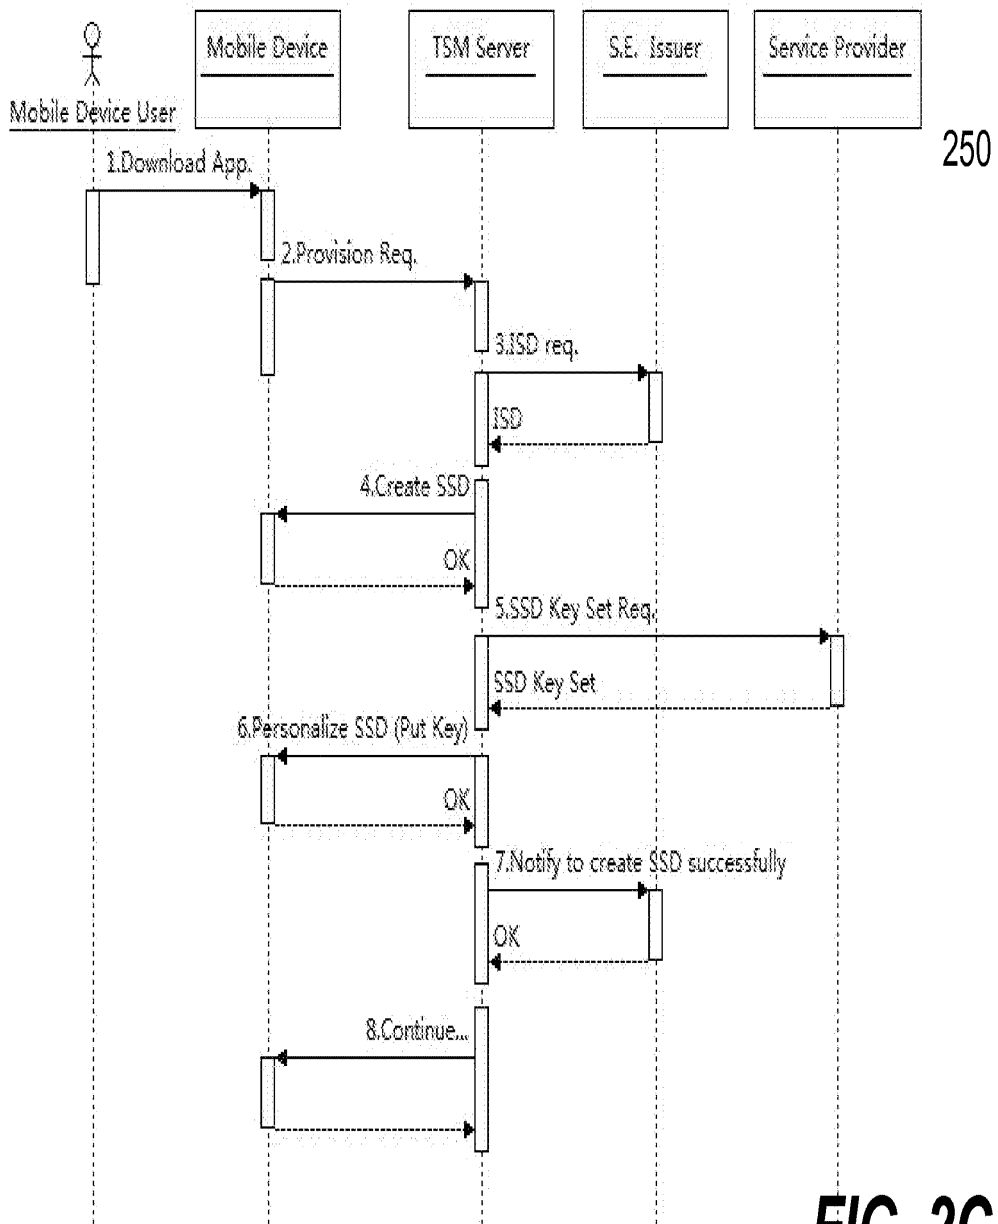 Mobile Device
TSM Server
S.E. Issuer
Service Provider
Mobile Device User
250
1.Download App.
2.Provision Req.
3.ISD req.
ISD
4.Create SSD
OK
5.SSD Key Set Req.
SSD Key Set
6.Personalize SSD (Put Key)
OK
7.Notify to create SSD successfully
OK
8.Continue...
FIG. 2C